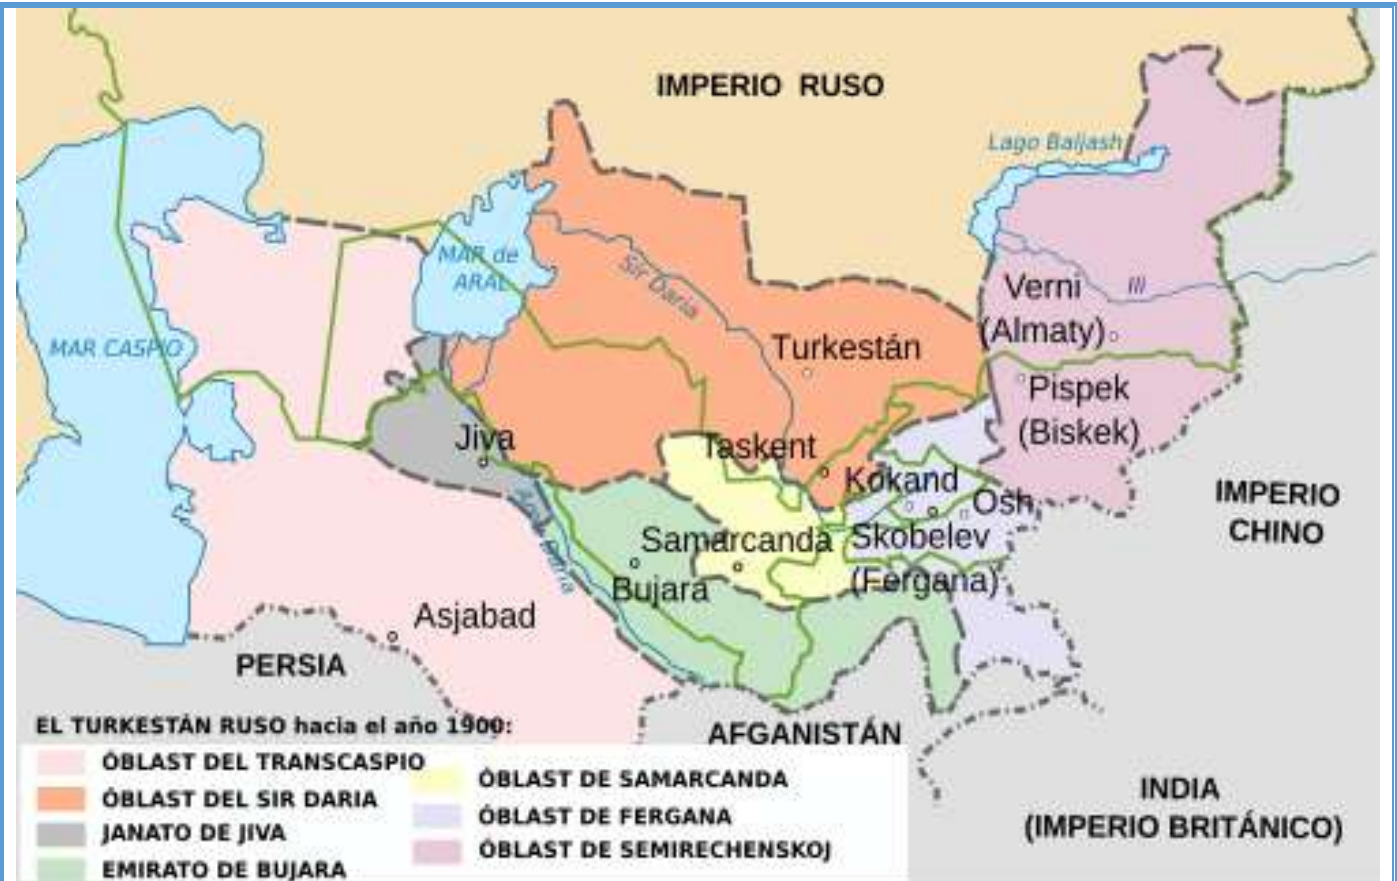 IMPERIO RUSO
Lago Baljash
MAR de
ARAL
Sir Daria
Verni
(Almaty)
Ili
MAR CASPIO
Turkestán
Pispek
(Biskek)
Jiva
Taskent
Kokand
Osh
IMPERIO
CHINO
Amu Daria
Samarcanda
Skobelev
(Fergana)
Bujara
Asjabad
PERSIA
AFGANISTÁN
INDIA
(IMPERIO BRITÁNICO)
EL TURKESTÁN RUSO hacia el año 1900:
ÓBLAST DEL TRANSCASPIO
ÓBLAST DEL SIR DARIA
JANATO DE JIVA
EMIRATO DE BUJARA
ÓBLAST DE SAMARCANDA
ÓBLAST DE FERGANA
ÓBLAST DE SEMIRECHENSKOJ